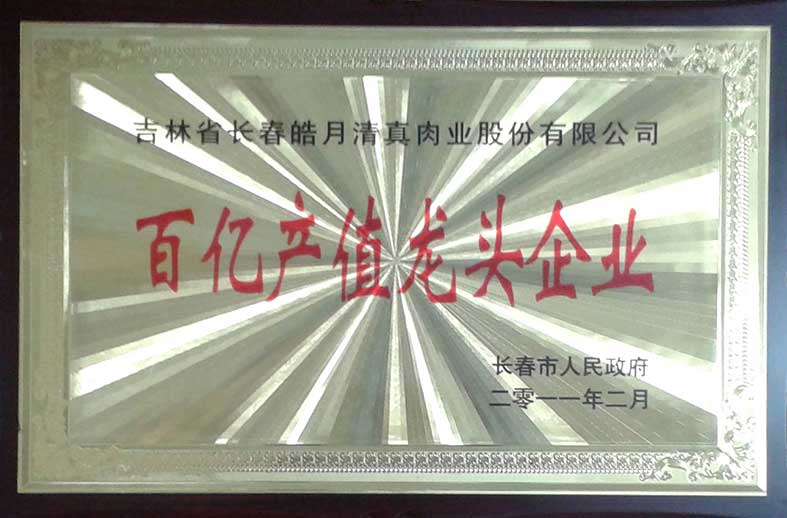 吉林省长春皓月清真肉业股份有限公司
百亿产值龙头企业
长春市人民政府
二零一一年二月